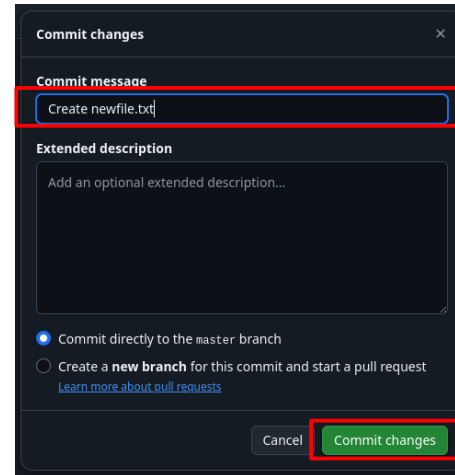 Commit changes
Commit message
Create newfile.txt
Extended description
Add an optional extended description...
Commit directly to the master branch
Create a new branch for this commit and start a pull request
Learn more about pull requests
Cancel
Commit changes